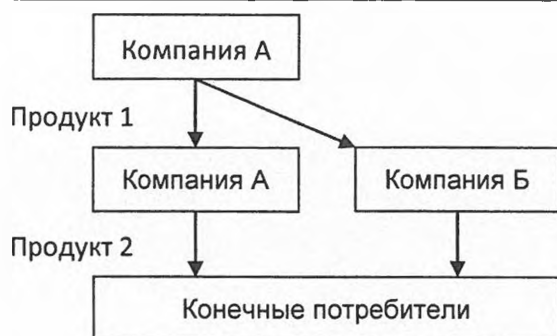 Компания А
Продукт 1
Компания А
Компания Б
Продукт 2
Конечные потребители